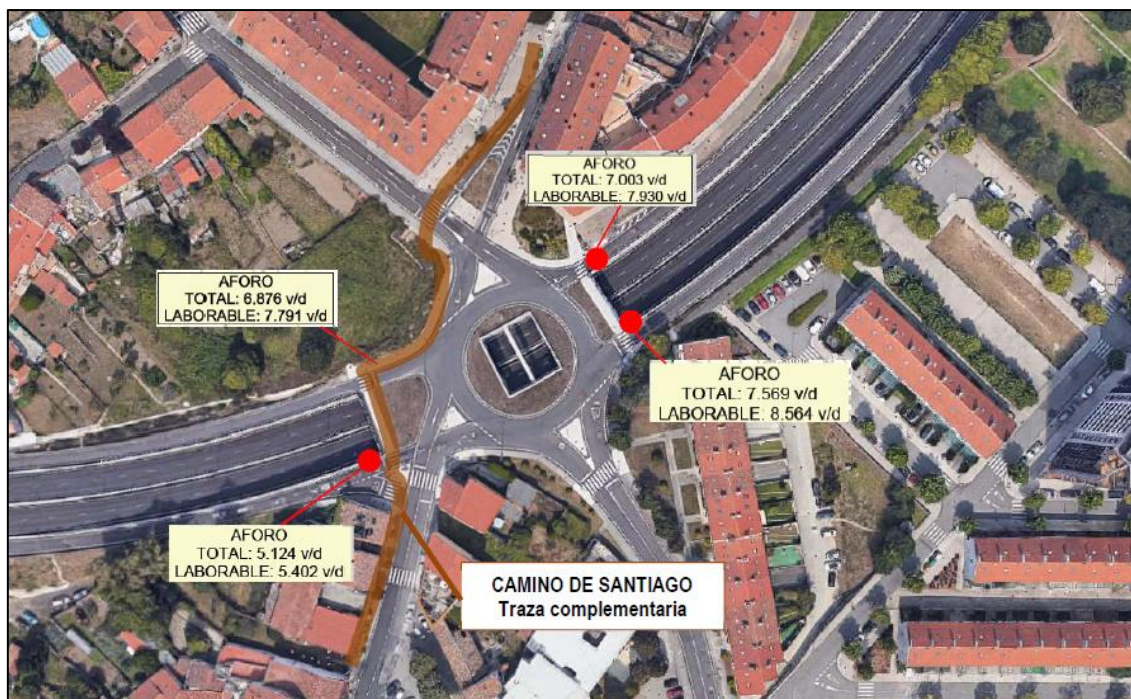 AFORO
TOTAL: 7.003 v/d
LABORABLE: 7.930 v/d
AFORO
TOTAL: 6.876 v/d
LABORABLE: 7.791 v/d
AFORO
TOTAL: 7.569 v/d
LABORABLE: 8.564 v/d
AFORO
TOTAL: 5.124 v/d
LABORABLE: 5.402 v/d
CAMINO DE SANTIAGO
Traza complementaria